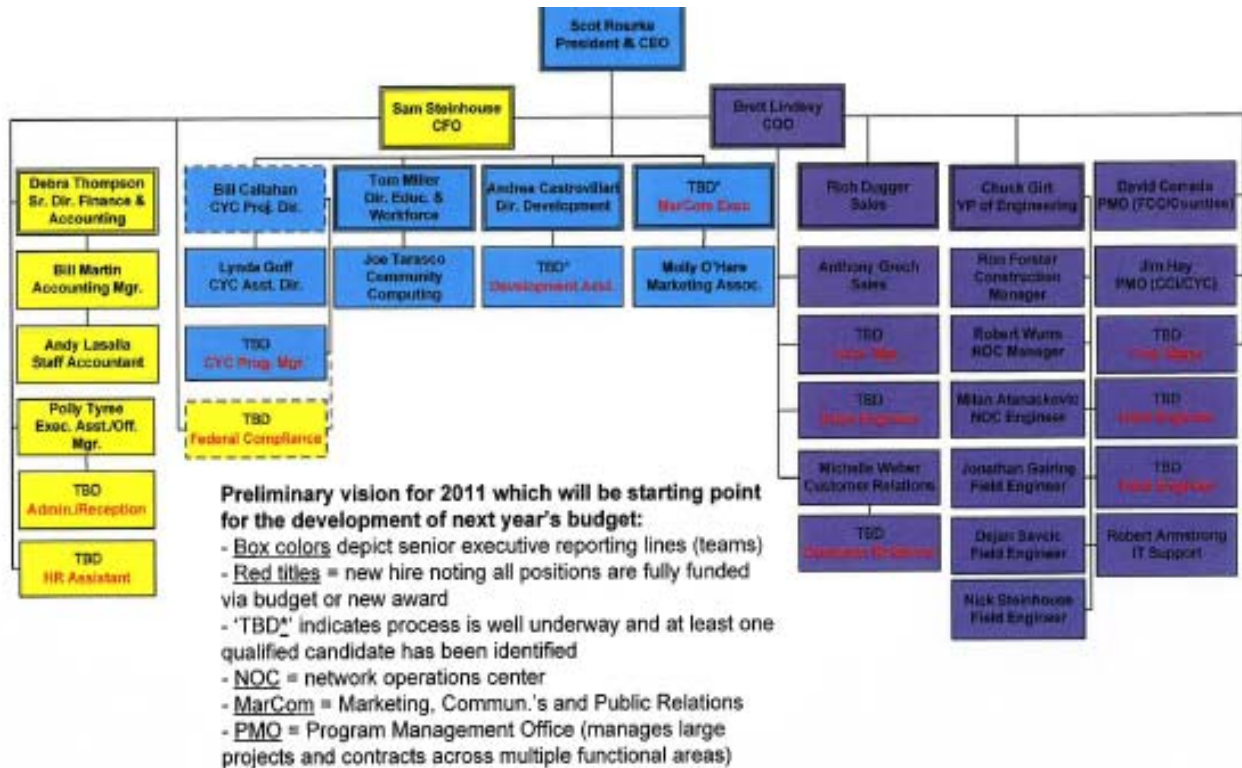 Scot Rourke
President & CEO
Sam Steinhouse
CFO
Brett Lindsey
COO
Debra Thompson
Sr. Dir. Finance &
Accounting
Bill Callahan
CYC Proj. Dir.
Tom Miller
Dir. Educ. &
Workforce
Andrea Castrovillari
Dir. Development
TBD*
MarCom Exec
Rich Dugger
Sales
Chuck Girt
VP of Engineering
David Comado
PMO (FCC/Counties)
Bill Martin
Accounting Mgr.
Lynda Goff
CYC Asst. Dir.
Joe Tarasco
Community
Computing
TBD*
Development Asst.
Molly O'Hare
Marketing Assoc.
Anthony Grech
Sales
Ron Forster
Construction
Manager
Jim Hay
PMO (CCI/CYC)
Andy Lasalla
Staff Accountant
TBD
CYC Prog. Mgr.
TBD
Robert Wurm
NOC Manager
TBD
Polly Tyree
Exec. Asst./Off.
Mgr.
TBD
Federal Compliance
TBD
Milan Atanaskovic
NOC Engineer
TBD
TBD
Admin./Reception
Michelle Weber
Customer Relations
Jonathan Gairing
Field Engineer
TBD
TBD
HR Assistant
TBD
Dejan Savcic
Field Engineer
Robert Armstrong
IT Support
Nick Steinhouse
Field Engineer
Preliminary vision for 2011 which will be starting point
for the development of next year's budget:
- Box colors depict senior executive reporting lines (teams)
- Red titles = new hire noting all positions are fully funded
via budget or new award
- 'TBD*' indicates process is well underway and at least one
qualified candidate has been identified
- NOC = network operations center
- MarCom = Marketing, Commun.'s and Public Relations
- PMO = Program Management Office (manages large
projects and contracts across multiple functional areas)